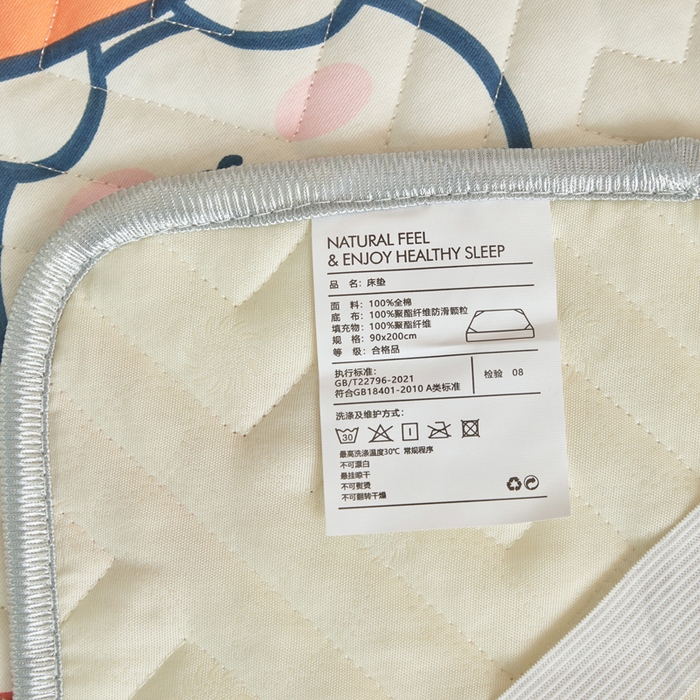 NATURAL FEEL
& ENJOY HEALTHY SLEEP
品 名：床垫
面 料：100%全棉
底 布：100%聚酯纤维防滑颗粒
填充物：100%聚酯纤维
规 格：90x200cm
等 级：合格品
执行标准：
GB/T22796-2021
符合GB18401-2010 A类标准
检验 08
洗涤及维护方式：
30
最高洗涤温度30℃ 常规程序
不可漂白
悬挂晾干
不可熨烫
不可翻转干燥